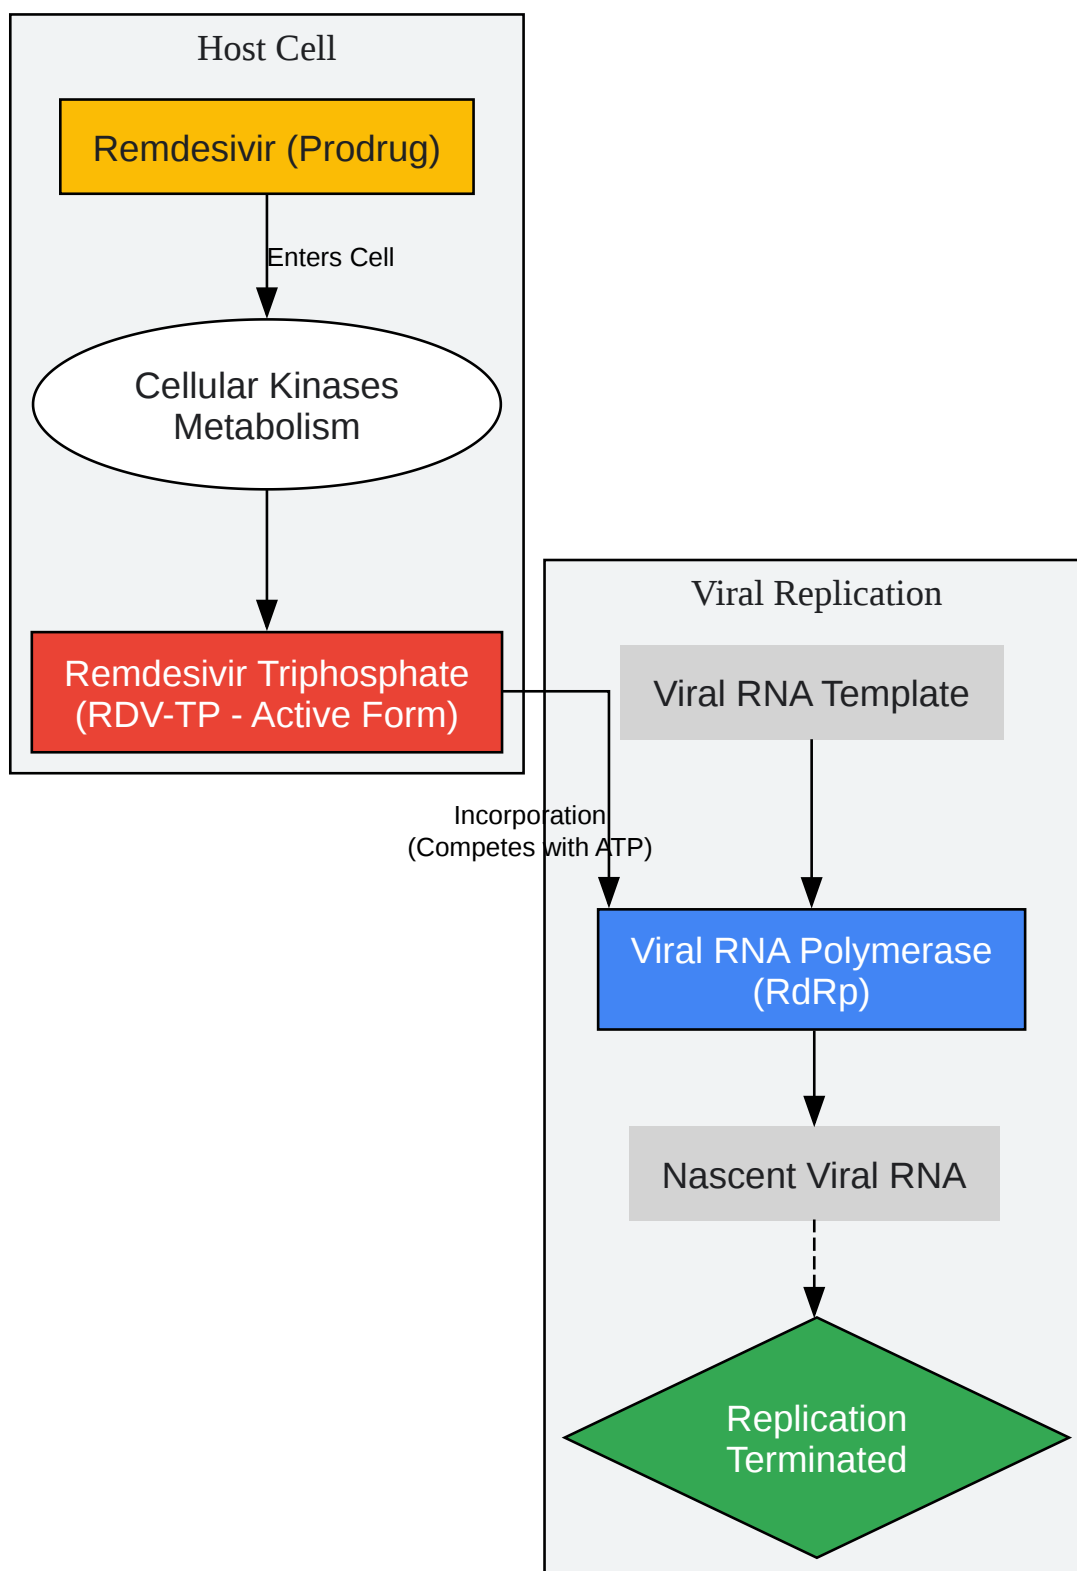 Host Cell
Remdesivir (Prodrug)
Enters Cell
Cellular Kinases
Metabolism
Remdesivir Triphosphate
(RDV-TP - Active Form)
Viral Replication
Viral RNA Template
Incorporation
(Competes with ATP)
Viral RNA Polymerase
(RdRp)
Nascent Viral RNA
Replication
Terminated